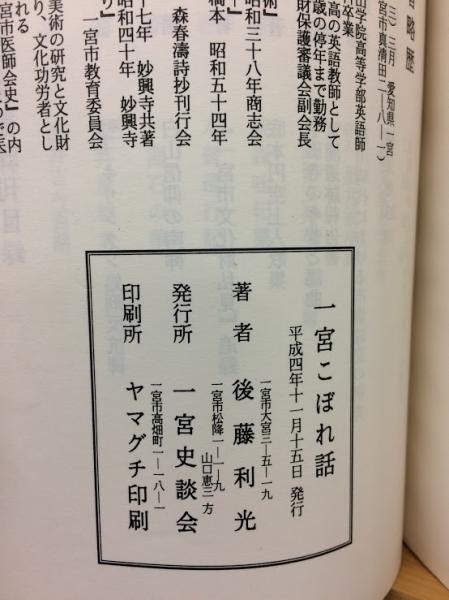 略歴
三)三月 愛知県一宮
宮市真清田二ー八ー一)
山学院高等学部英語師
卒業
高の英語教師として
歳の停年まで勤務
財保護審議会副会長
術』
昭和三十八年商志会
森春濤詩抄刊行会
橋本 昭和五十四年
十七年 妙興寺共著
昭和四十年 妙興寺
り』
一宮市教育委員会
美術の研究と文化財
り、文化功労者とし
れる
宮市医師会史』の内
一宮こぼれ話
平成四年十一月十五日 発行
一宮市大宮三ー五ー一九
著者 後藤利光
一宮市松降一ー一ー九
山口恵三 方
発行所 一宮史談会
一宮市高畑町一ー一八ー一
印刷所 ヤマグチ印刷